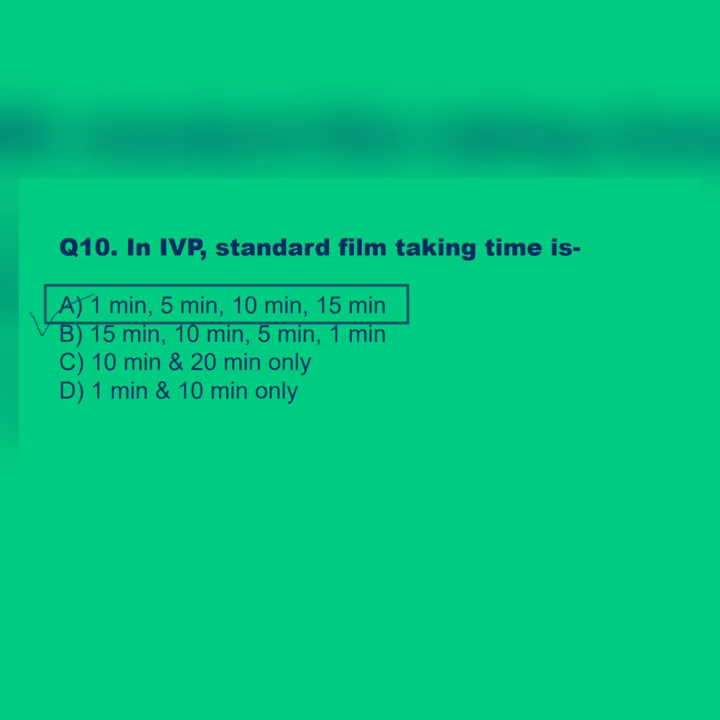 Q10. In IVP, standard film taking time is-
A) 1 min, 5 min, 10 min, 15 min
B) 15 min, 10 min, 5 min, 1 min
C) 10 min & 20 min only
D) 1 min & 10 min only